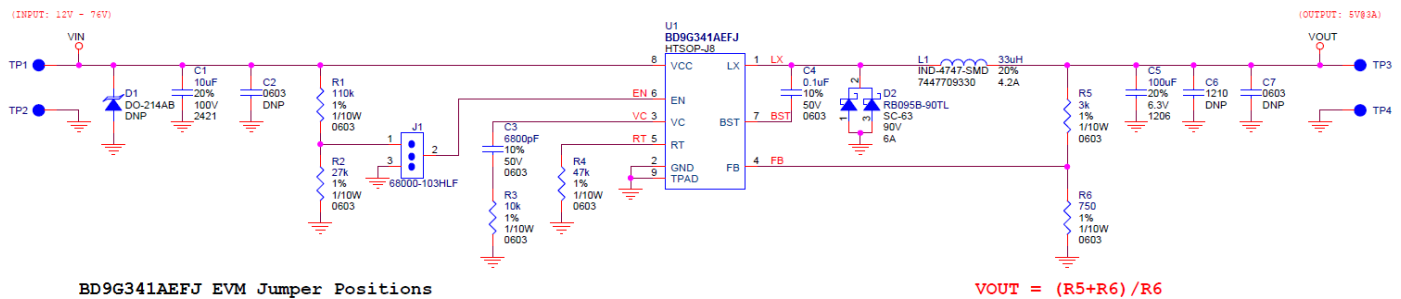 (INPUT: 12V - 76V)
(OUTPUT: 5V@3A)
VIN
TP1
TP2
D1
DO-214AB
DNP
C1
10uF
20%
100V
2421
C2
0603
DNP
R1
110k
1%
1/10W
0603
R2
27k
1%
1/10W
0603
J1
1
3
2
68000-103HLF
C3
6800pF
10%
50V
0603
R3
10k
1%
1/10W
0603
R4
47k
1%
1/10W
0603
U1
BD9G341AEFJ
HTSOP-J8
8 VCC
EN 6 EN
VC 3 VC
RT 5 RT
2 GND
9 TPAD
LX 1 LX
BST 7 BST
FB 4 FB
C4
0.1uF
10%
50V
0603
2
1
3
D2
RB095B-90TL
SC-63
90V
6A
L1 33uH
IND-4747-SMD 20%
7447709330 4.2A
R5
3k
1%
1/10W
0603
R6
750
1%
1/10W
0603
C5
100uF
20%
6.3V
1206
C6
1210
DNP
C7
0603
DNP
VOUT
TP3
TP4
BD9G341AEFJ EVM Jumper Positions
VOUT = (R5+R6)/R6